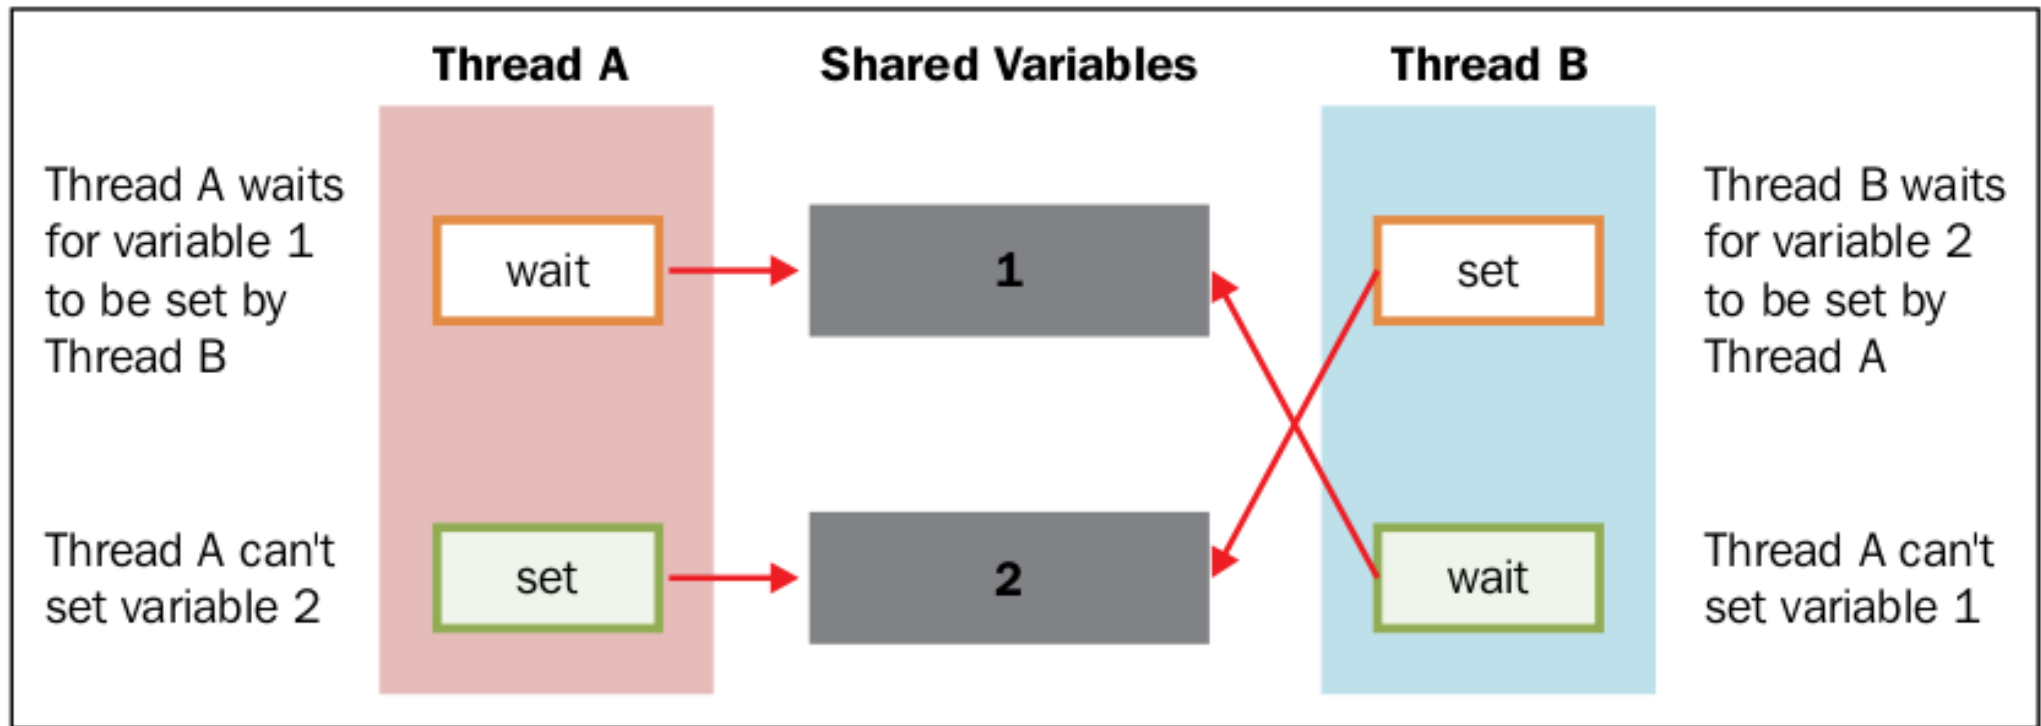 Thread A
Shared Variables
Thread B
Thread A waits
for variable 1
to be set by
Thread B
wait
1
set
Thread B waits
for variable 2
to be set by
Thread A
Thread A can't
set variable 2
set
2
wait
Thread A can't
set variable 1